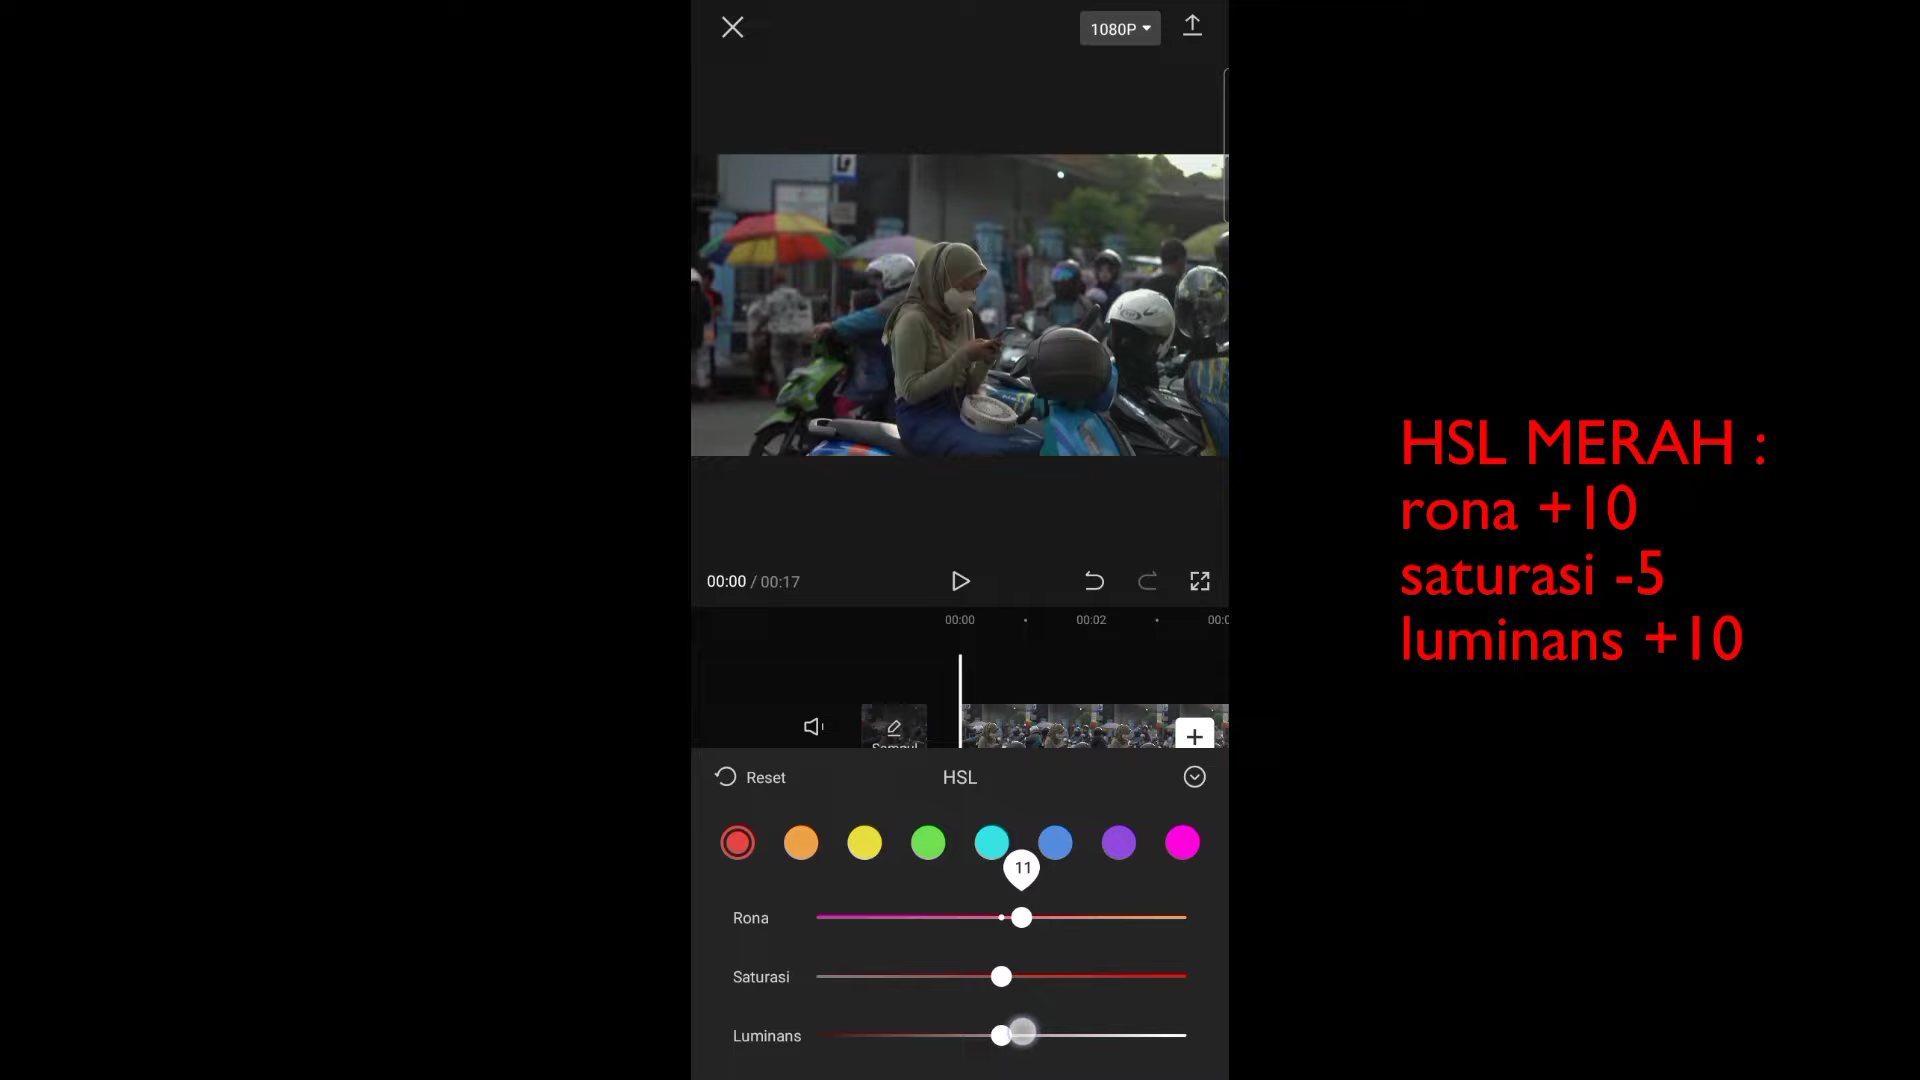 1080P
00:00 / 00:17
00:00
00:02
Reset
HSL
11
Rona
Saturasi
Luminans
HSL MERAH :
rona +10
saturasi -5
luminans +10